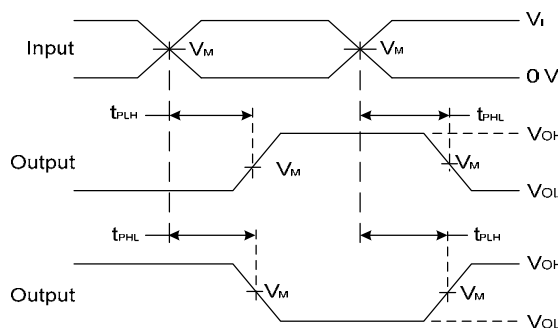 Input
VM
VM
VI
0 V
tPLH
tPHL
Output
VM
VM
VOH
VOL
tPHL
tPLH
Output
VM
VM
VOH
VOL